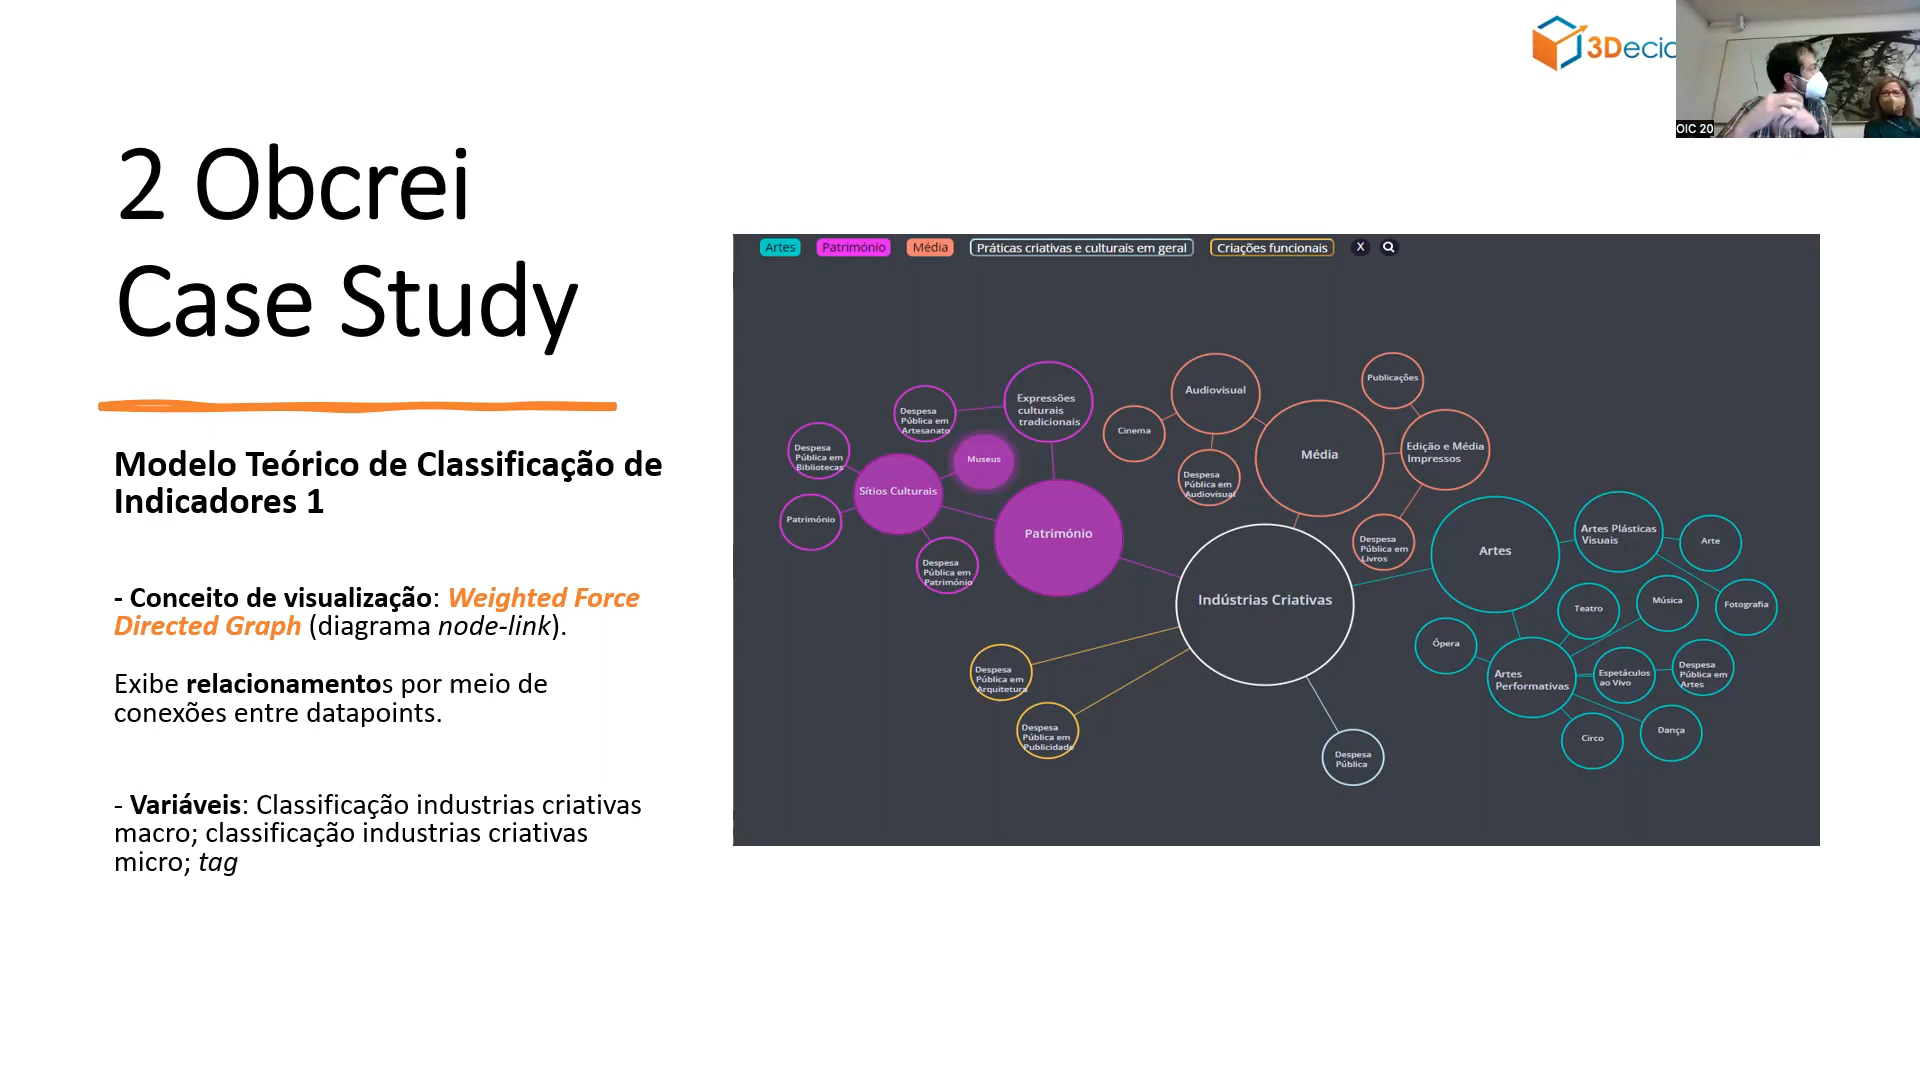 3Decid
OIC 20
2 Obcrei
Case Study
Modelo Teórico de Classificação de
Indicadores 1
- Conceito de visualização: Weighted Force
Directed Graph (diagrama node-link).
Exibe relacionamentos por meio de
conexões entre datapoints.
- Variáveis: Classificação industrias criativas
macro; classificação industrias criativas
micro; tag
Artes
Património
Média
Práticas criativas e culturais em geral
Criações funcionais
X
Expressões
culturais
tradicionais
Despesa
Pública em
Artesanato
Museus
Despesa
Pública em
Bibliotecas
Sítios Culturais
Património
Despesa
Pública em
Património
Património
Audiovisual
Cinema
Despesa
Pública em
Audiovisual
Média
Publicações
Edição e Média
Impressos
Despesa
Pública em
Livros
Indústrias Criativas
Artes
Artes Plásticas
Visuais
Arte
Fotografia
Teatro
Música
Ópera
Artes
Performativas
Espetáculos
ao Vivo
Despesa
Pública em
Artes
Circo
Dança
Despesa
Pública em
Arquitetura
Despesa
Pública em
Publicidade
Despesa
Pública